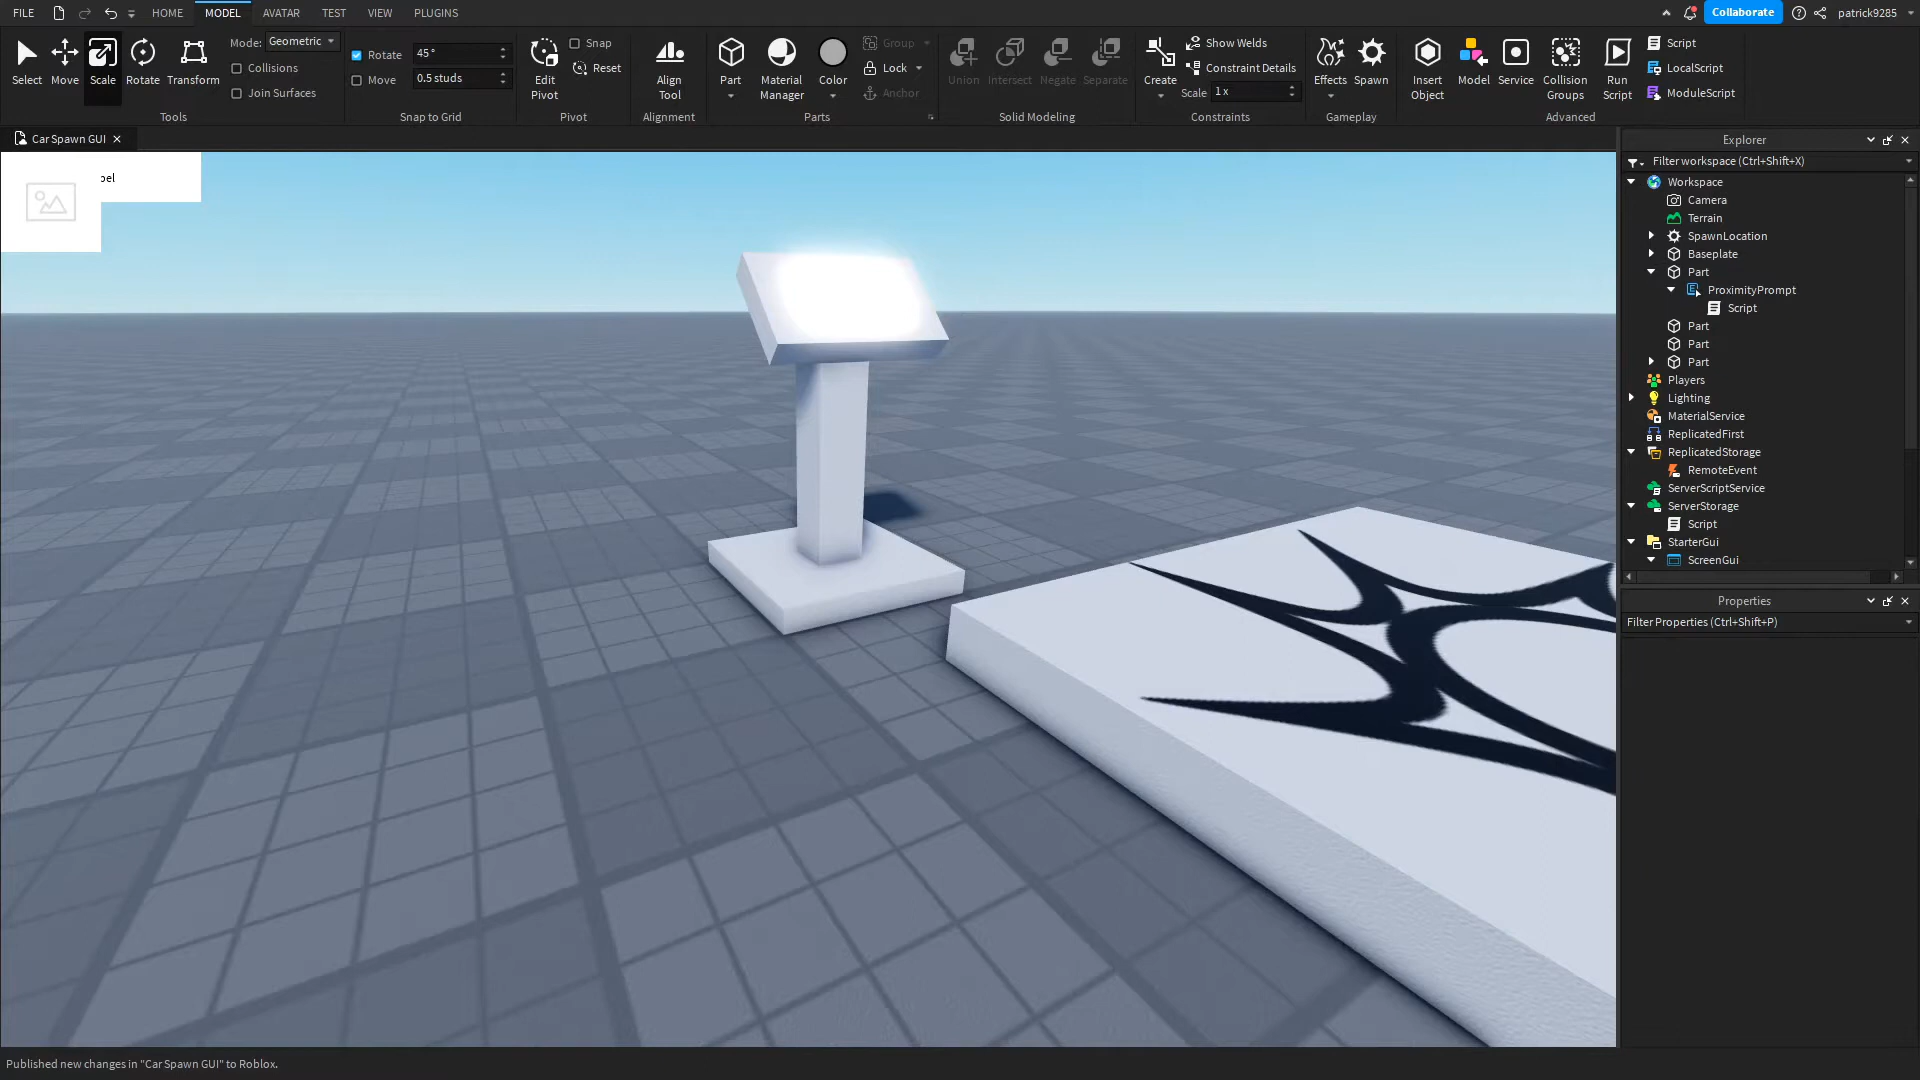 FILE HOME MODEL AVATAR TEST VIEW PLUGINS Collaborate patrick9285
Select Move Scale Rotate Transform
Mode: Geometric
Collisions
Join Surfaces
Tools
Rotate 45°
Move 0.5 studs
Snap to Grid
Edit Pivot
Snap
Reset
Pivot
Align Tool
Alignment
Part
Material Manager
Color
Group
Lock
Anchor
Parts
Union Intersect Negate Separate
Solid Modeling
Create
Show Welds
Constraint Details
Scale 1 x
Constraints
Effects Spawn
Gameplay
Insert Object
Model
Service
Collision Groups
Run Script
Script
LocalScript
ModuleScript
Advanced
Car Spawn GUI
bel
Explorer
Filter workspace (Ctrl+Shift+X)
Workspace
Camera
Terrain
SpawnLocation
Baseplate
Part
ProximityPrompt
Script
Part
Part
Part
Players
Lighting
MaterialService
ReplicatedFirst
ReplicatedStorage
RemoteEvent
ServerScriptService
ServerStorage
Script
StarterGui
ScreenGui
Properties
Filter Properties (Ctrl+Shift+P)
Published new changes in "Car Spawn GUI" to Roblox.